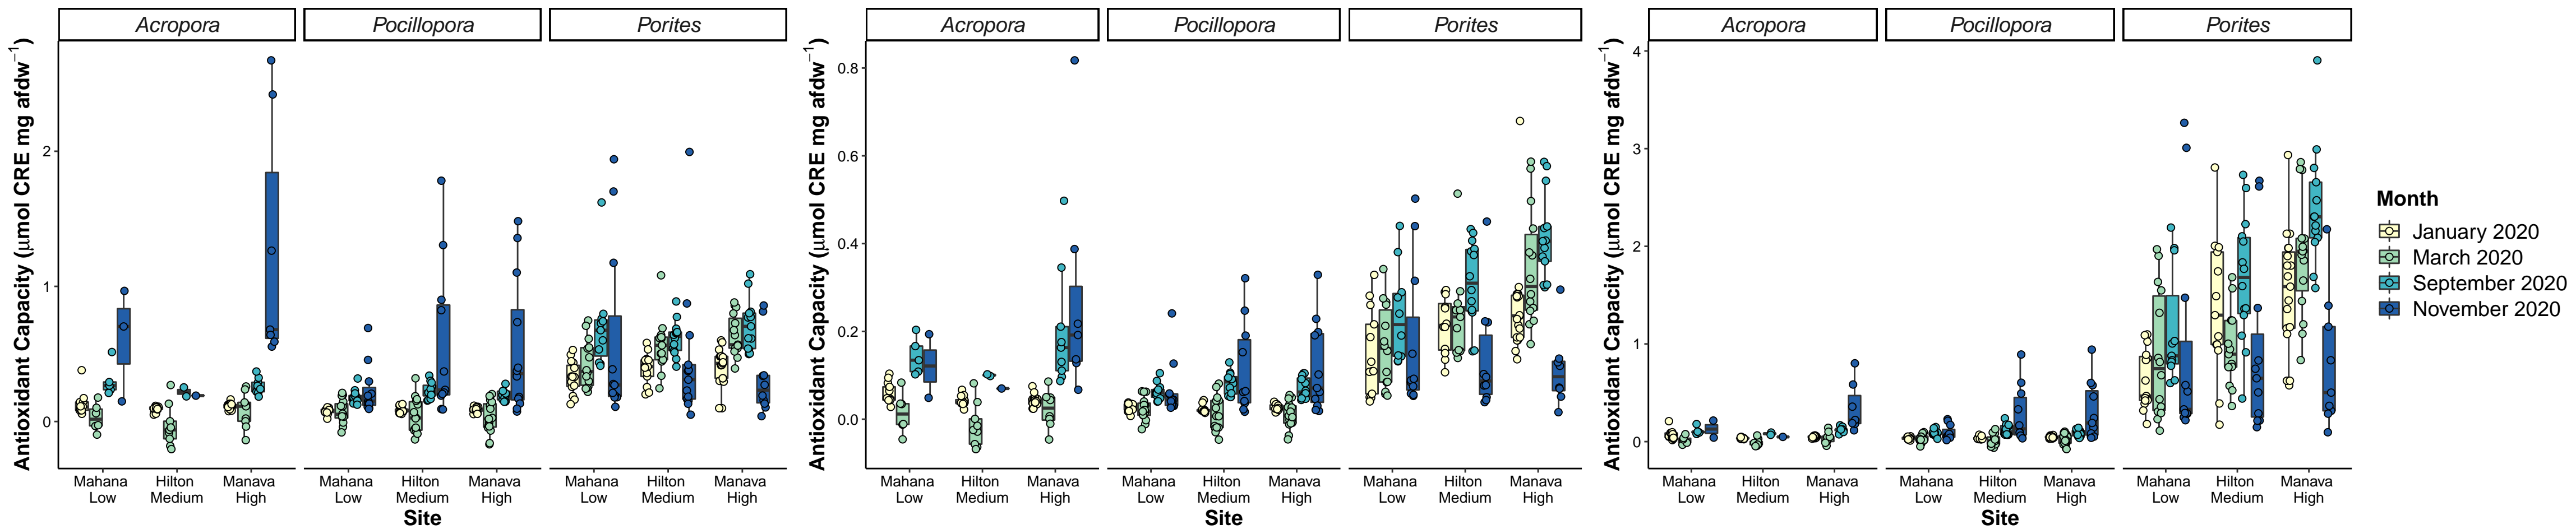 Acropora Pocillopora Porites
Antioxidant Capacity (μmol CRE mg afdw⁻¹)
2
1
0
Mahana Low Hilton Medium Manava High
Mahana Low Hilton Medium Manava High
Mahana Low Hilton Medium Manava High
Site
Acropora Pocillopora Porites
Antioxidant Capacity (μmol CRE mg afdw⁻¹)
0.8
0.6
0.4
0.2
0.0
Mahana Low Hilton Medium Manava High
Mahana Low Hilton Medium Manava High
Mahana Low Hilton Medium Manava High
Site
Acropora Pocillopora Porites
Antioxidant Capacity (μmol CRE mg afdw⁻¹)
4
3
2
1
0
Mahana Low Hilton Medium Manava High
Mahana Low Hilton Medium Manava High
Mahana Low Hilton Medium Manava High
Site
Month
January 2020
March 2020
September 2020
November 2020